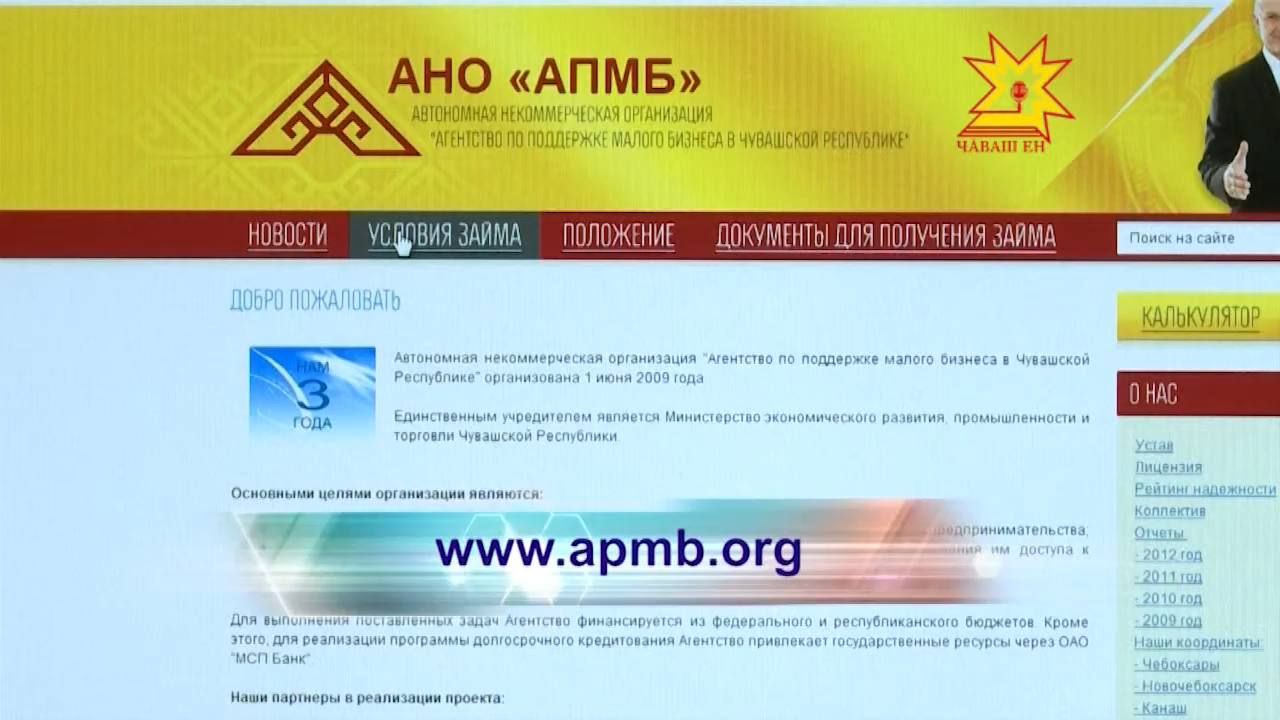 АНО «АПМБ»
АВТОНОМНАЯ НЕКОММЕРЧЕСКАЯ ОРГАНИЗАЦИЯ
"АГЕНТСТВО ПО ПОДДЕРЖКЕ МАЛОГО БИЗНЕСА В ЧУВАШСКОЙ РЕСПУБЛИКЕ"
ЧĂВАШ ЕН
НОВОСТИ
УСЛОВИЯ ЗАЙМА
ПОЛОЖЕНИЕ
ДОКУМЕНТЫ ДЛЯ ПОЛУЧЕНИЯ ЗАЙМА
Поиск на сайте
ДОБРО ПОЖАЛОВАТЬ
НАМ
3
ГОДА
Автономная некоммерческая организация "Агентство по поддержке малого бизнеса в Чувашской
Республике" организована 1 июня 2009 года
Единственным учредителем является Министерство экономического развития, промышленности и
торговли Чувашской Республики.
Основными целями организации являются:
предпринимательства;
им доступа к
www.apmb.org
Для выполнения поставленных задач Агентство финансируется из федерального и республиканского бюджетов. Кроме
этого, для реализации программы долгосрочного кредитования Агентство привлекает государственные ресурсы через ОАО
"МСП Банк".
Наши партнеры в реализации проекта:
КАЛЬКУЛЯТОР
О НАС
Устав
Лицензия
Рейтинг надежности
Коллектив
Отчеты:
- 2012 год
- 2011 год
- 2010 год
- 2009 год
Наши координаты:
- Чебоксары
- Новочебоксарск
- Канаш